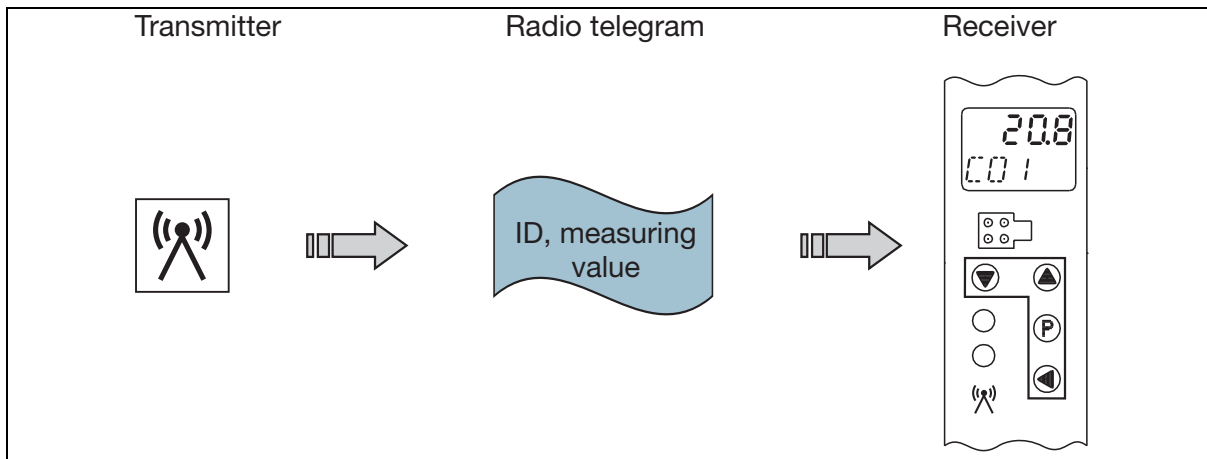 Transmitter
Radio telegram
Receiver
20.8
C01
ID, measuring
value
P